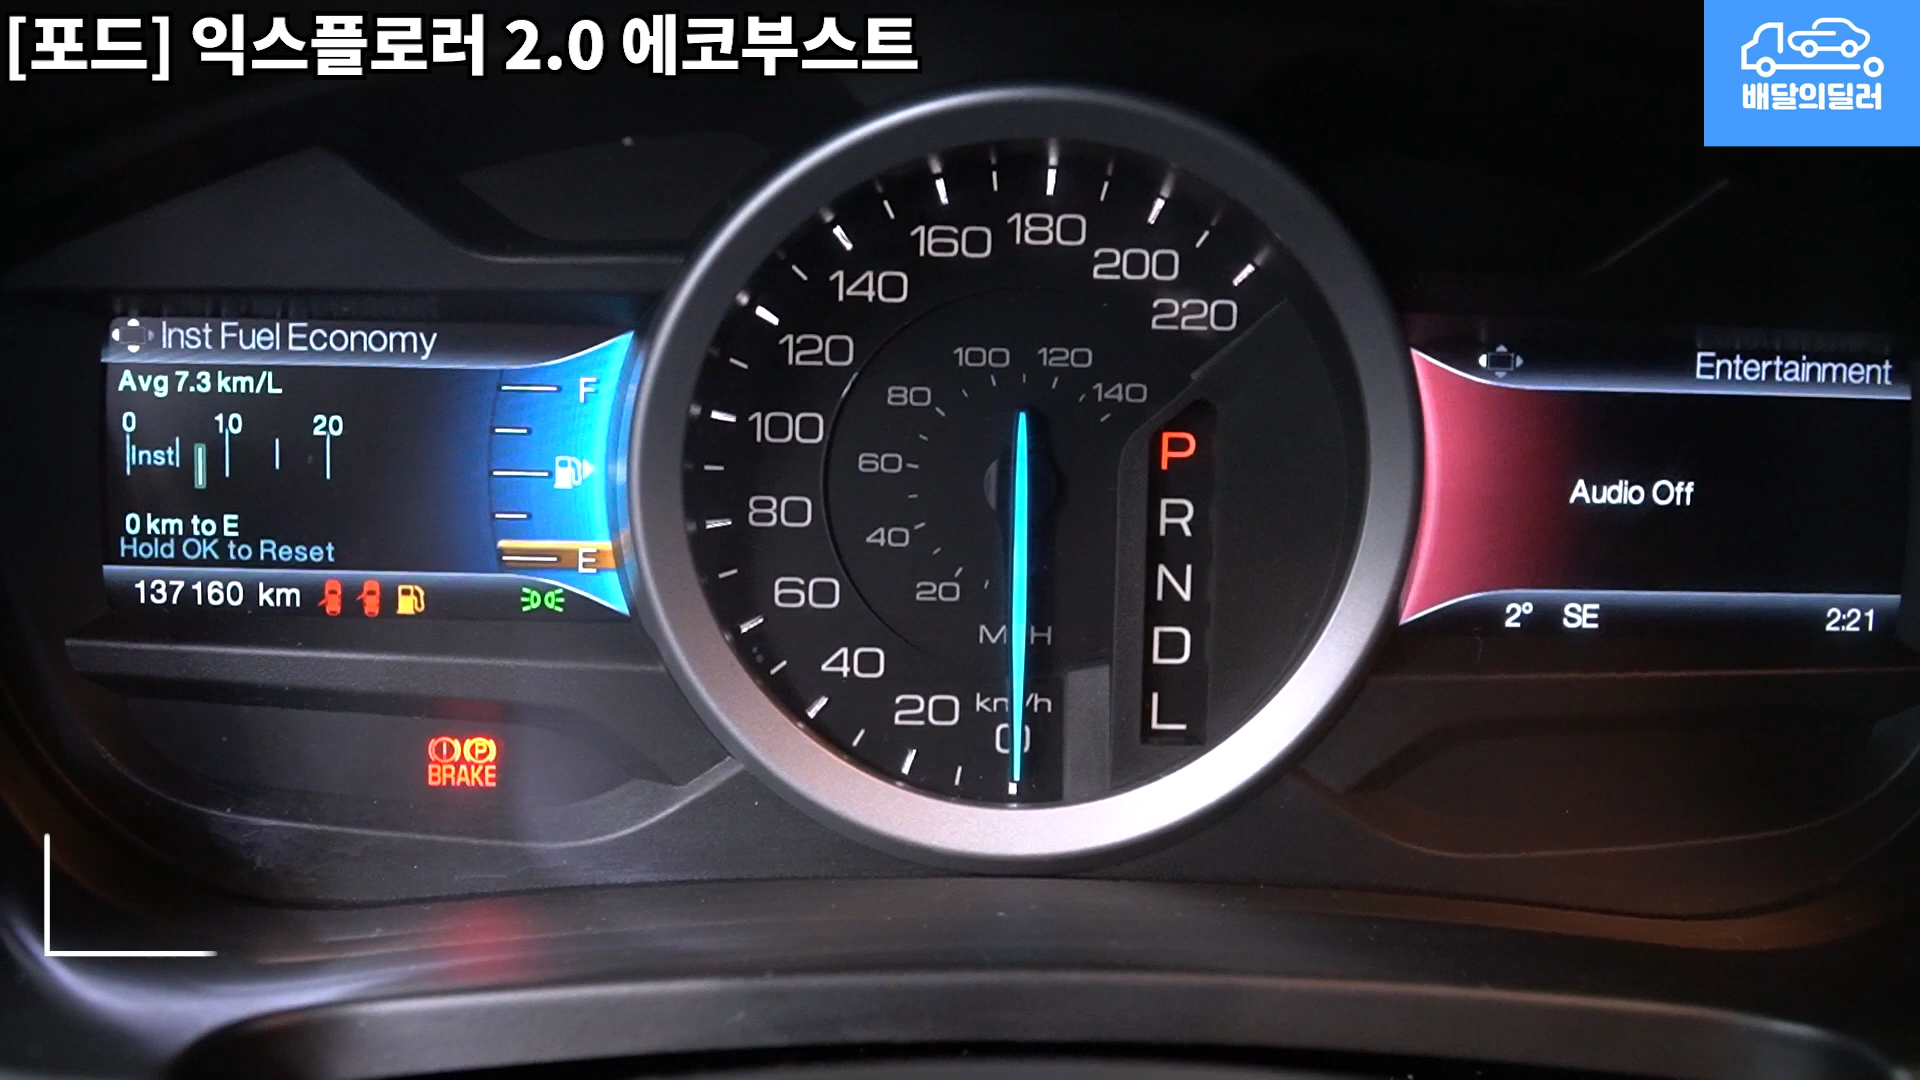 [포드] 익스플로러 2.0 에코부스트
배달의딜러
Inst Fuel Economy
Avg 7.3 km/L
0 10 20
Inst
0 km to E
Hold OK to Reset
F
E
137160 km
BRAKE
P
20
40
60
80
100
120
140
160
180
200
220
20
40
60
80
100
120
140
MPH
km/h
0
P
R
N
D
L
Entertainment
Audio Off
2° SE 2:21